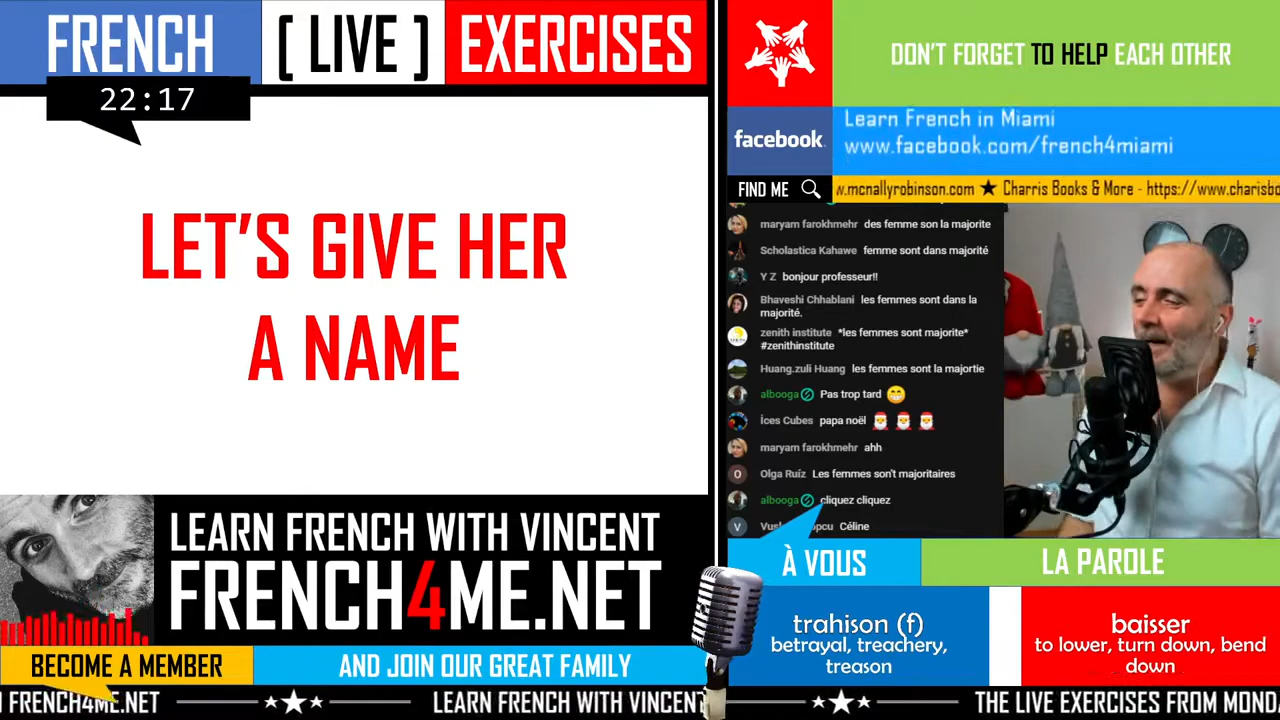 FRENCH [ LIVE ] EXERCISES
22:17
LET'S GIVE HER
A NAME
LEARN FRENCH WITH VINCENT
FRENCH4ME.NET
BECOME A MEMBER
AND JOIN OUR GREAT FAMILY
DON'T FORGET TO HELP EACH OTHER
facebook
Learn French in Miami
www.facebook.com/french4miami
FIND ME
w.mcnallyrobinson.com ★ Charris Books & More - https://www.charisbo
maryam farokhmehr des femme son la majorite
Scholastica Kahawe femme sont dans majorité
Y Z bonjour professeur!!
Bhaveshi Chhablani les femmes sont dans la
majorité.
zenith institute *les femmes sont majorite*
#zenithinstitute
Huang.zuli Huang les femmes sont la majortie
albooga Pas trop tard 😁
İces Cubes papa noël 🎅 🎅 🎅
maryam farokhmehr ahh
O Olga Ruíz Les femmes son't majoritaires
albooga cliquez cliquez
V Céline
À VOUS
LA PAROLE
trahison (f)
betrayal, treachery,
treason
baisser
to lower, turn down, bend
down
FRENCH4ME.NET ★ LEARN FRENCH WITH VINCENT ★ THE LIVE EXERCISES FROM MONDA